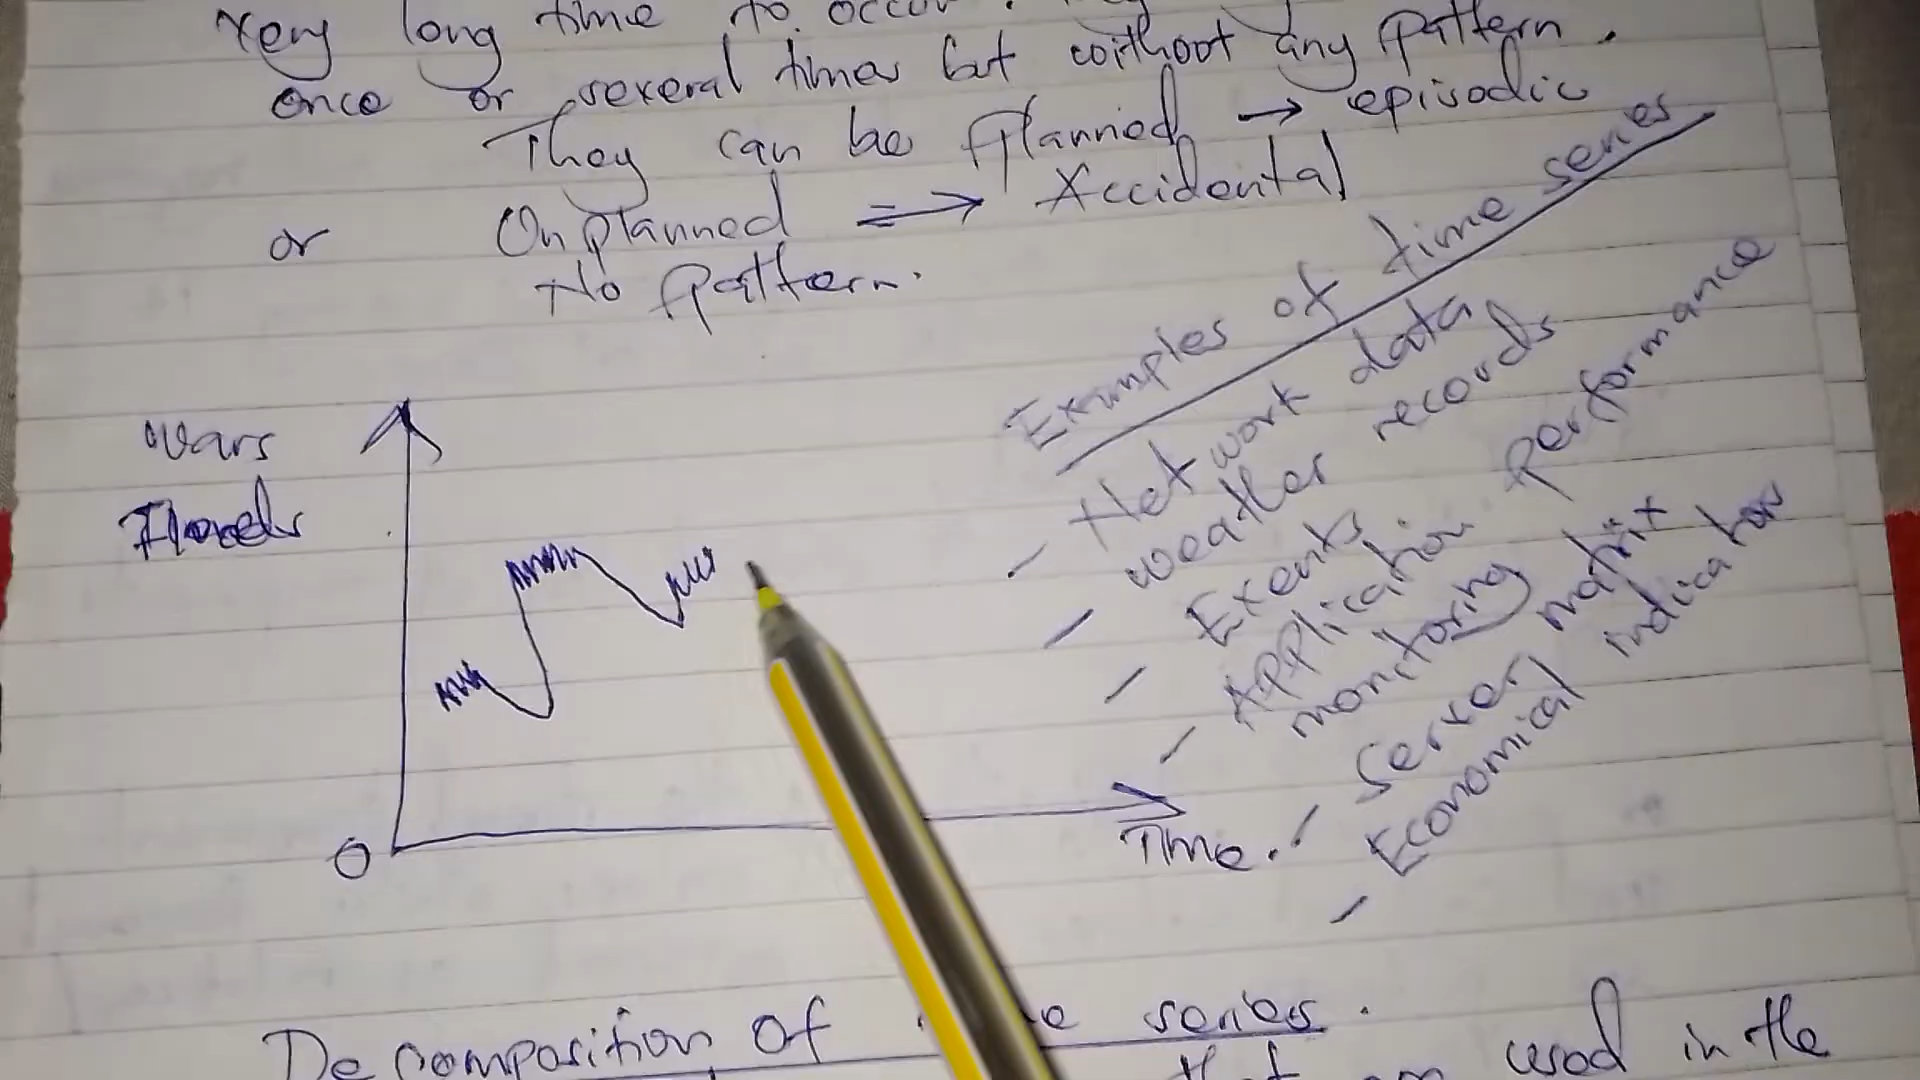 very long time to occur.
once or several times but without any pattern.
They can be planned → episodic
or Unplanned ⇒ Accidental
No pattern.
Wars
Floods
O
Time.
Examples of time series
- Network data
- weather records
- Events
- Application performance
monitoring
- Server matrix
- Economical indicators
Decomposition of series.
used in the